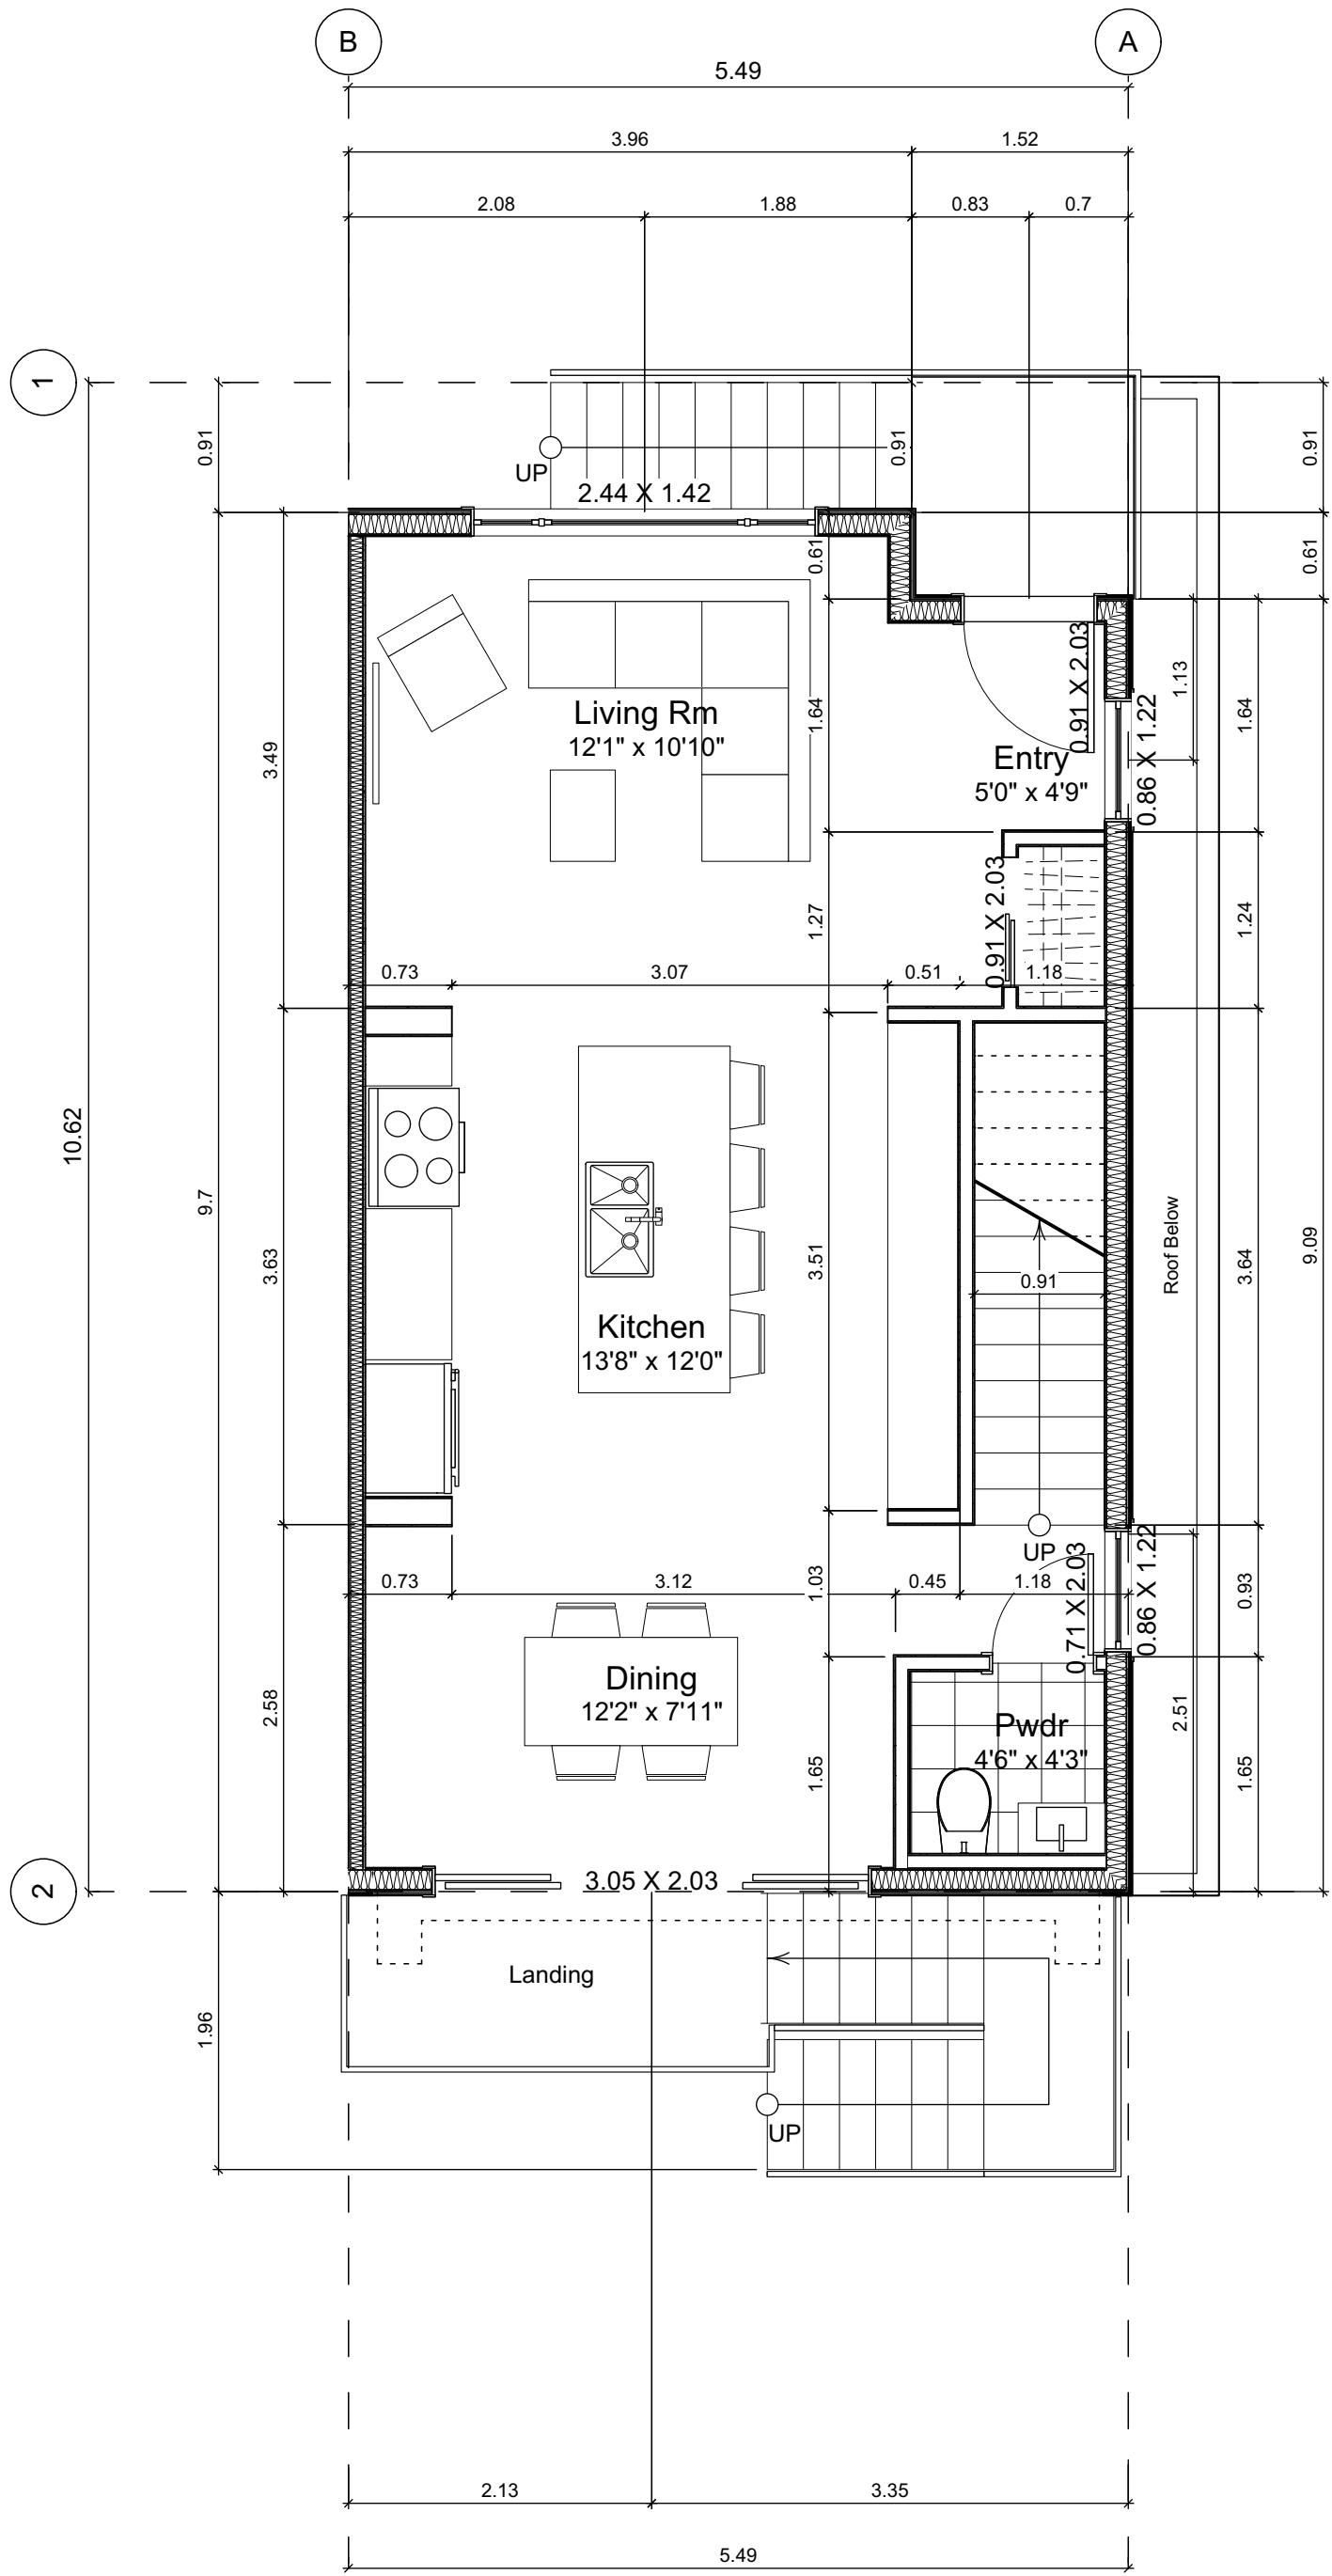 B
A
5.49
3.96
1.52
2.08
1.88
0.83
0.7
1
0.91
0.91
0.91
UP
2.44 X 1.42
0.61
0.61
0.91 X 2.03
1.13
Living Rm
12'1" x 10'10"
1.64
1.64
Entry
5'0" x 4'9"
0.86 X 1.22
3.49
0.91 X 2.03
1.27
1.24
0.73
3.07
0.51
1.18
10.62
9.7
3.63
3.51
0.91
Roof Below
3.64
9.09
Kitchen
13'8" x 12'0"
UP
0.71 X 2.03
0.86 X 1.22
0.73
3.12
1.03
0.45
1.18
0.93
Dining
12'2" x 7'11"
2.58
1.65
Pwdr
4'6" x 4'3"
2.51
1.65
2
3.05 X 2.03
Landing
1.96
UP
2.13
3.35
5.49